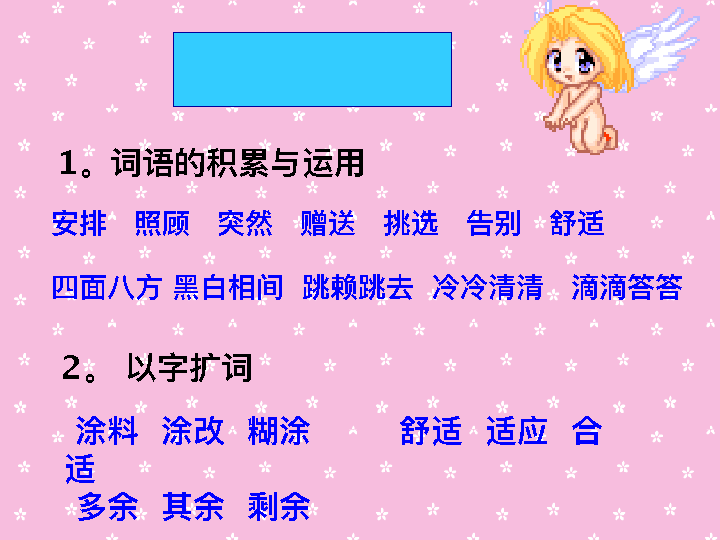 1。词语的积累与运用
安排 照顾 突然 赠送 挑选 告别 舒适
四面八方 黑白相间 跳赖跳去 冷冷清清 滴滴答答
2。 以字扩词
涂料 涂改 糊涂 舒适 适应 合
适
多余 其余 剩余